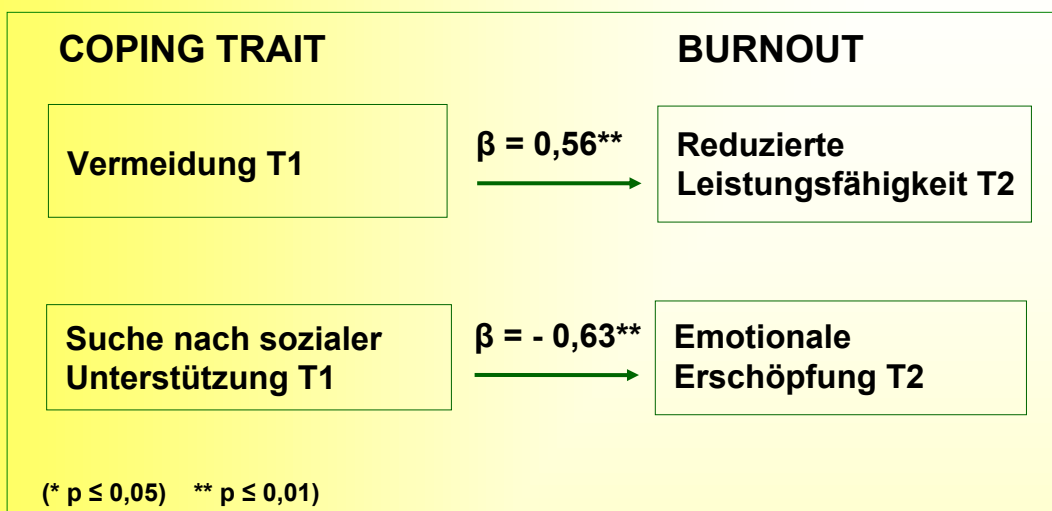 COPING TRAIT
BURNOUT
Vermeidung T1
β = 0,56**
Reduzierte
Leistungsfähigkeit T2
Suche nach sozialer
Unterstützung T1
β = - 0,63**
Emotionale
Erschöpfung T2
(* p ≤ 0,05) ** p ≤ 0,01)